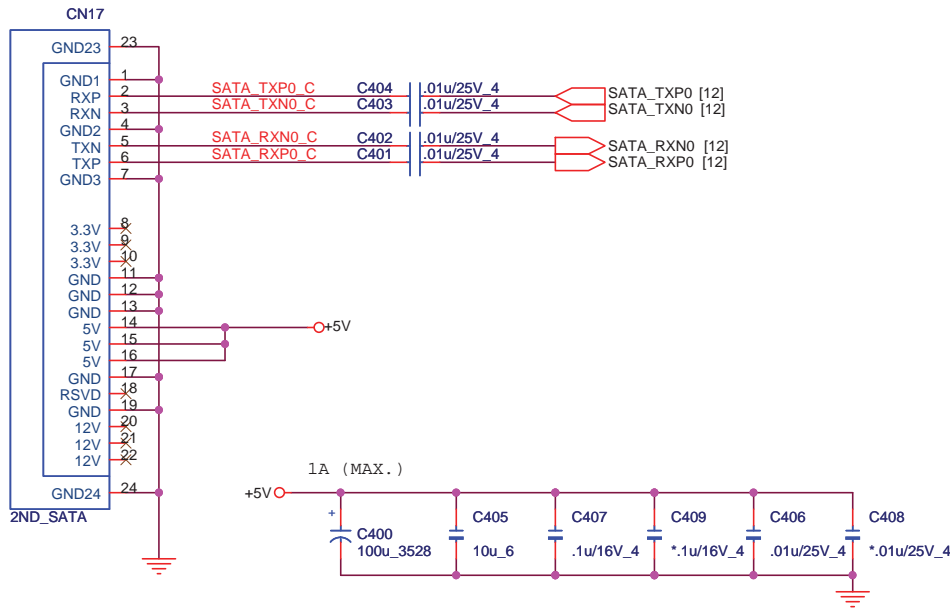 CN17
GND23 23
GND1 1
RXP 2 SATA_TXP0_C C404 .01u/25V_4 SATA_TXP0 [12]
RXN 3 SATA_TXN0_C C403 .01u/25V_4 SATA_TXN0 [12]
GND2 4
TXN 5 SATA_RXN0_C C402 .01u/25V_4 SATA_RXN0 [12]
TXP 6 SATA_RXP0_C C401 .01u/25V_4 SATA_RXP0 [12]
GND3 7
3.3V 8
3.3V 9
3.3V 10
GND 11
GND 12
GND 13
5V 14 +5V
5V 15
5V 16
GND 17
RSVD 18
GND 19
12V 20
12V 21
12V 22
GND24 24
2ND_SATA
1A (MAX.)
+5V
+ C400 C405 C407 C409 C406 C408
100u_3528 10u_6 .1u/16V_4 *.1u/16V_4 .01u/25V_4 *.01u/25V_4